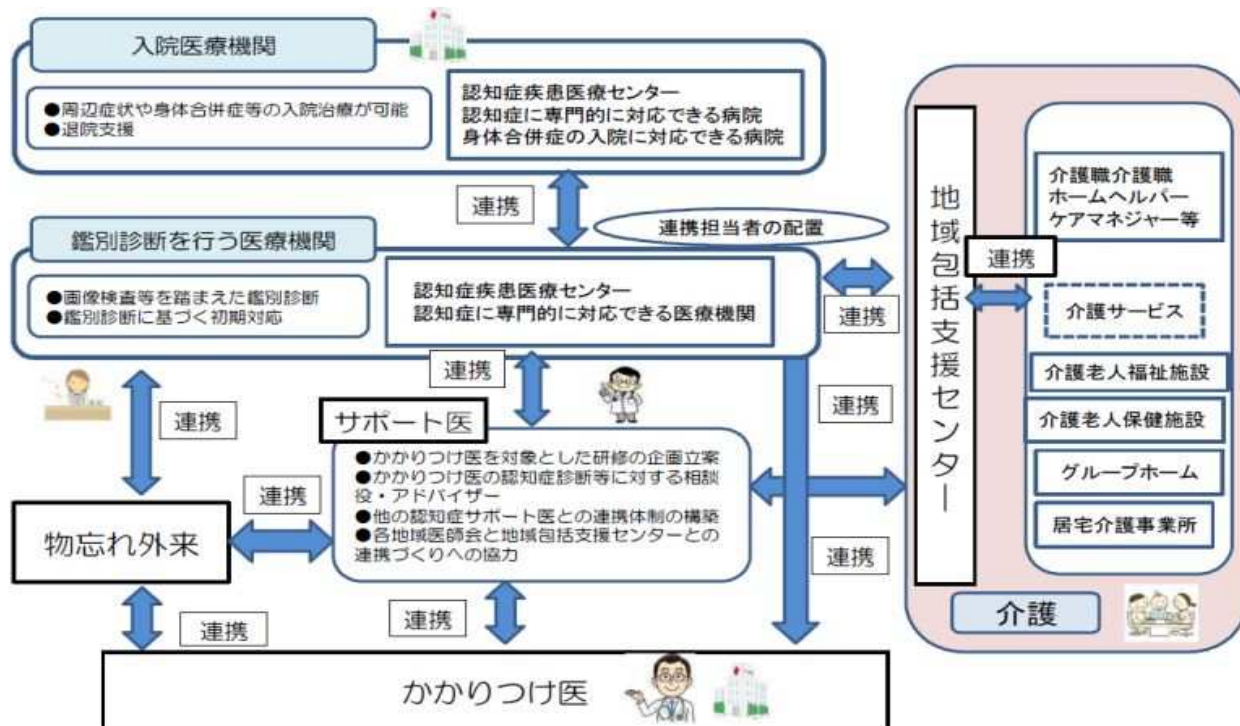 入院医療機関
●周辺症状や身体合併症等の入院治療が可能
●退院支援
認知症疾患医療センター
認知症に専門的に対応できる病院
身体合併症の入院に対応できる病院
連携
連携担当者の配置
鑑別診断を行う医療機関
●画像検査等を踏まえた鑑別診断
●鑑別診断に基づく初期対応
認知症疾患医療センター
認知症に専門的に対応できる医療機関
連携
連携
連携
連携
サポート医
●かかりつけ医を対象とした研修の企画立案
●かかりつけ医の認知症診断等に対する相談
役・アドバイザー
●他の認知症サポート医との連携体制の構築
●各地域医師会と地域包括支援センターとの
連携づくりへの協力
連携
物忘れ外来
連携
連携
連携
かかりつけ医
地域包括支援センター
連携
介護職介護職
ホームヘルパー
ケアマネジャー等
介護サービス
介護老人福祉施設
介護老人保健施設
グループホーム
居宅介護事業所
介護